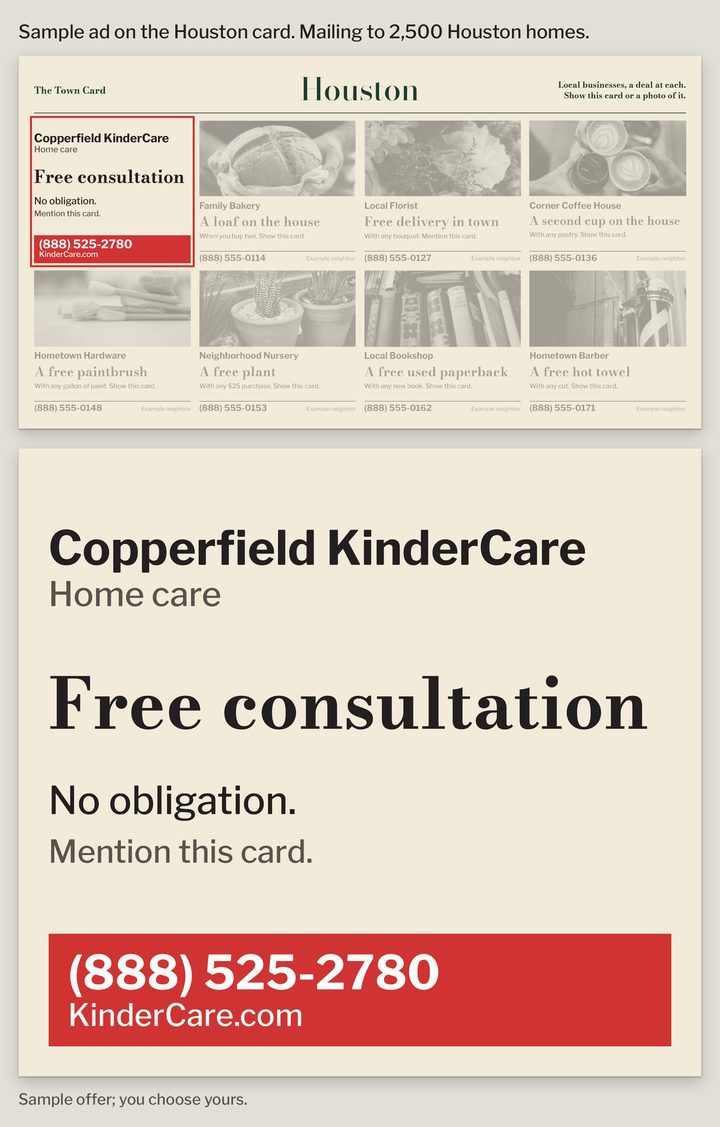 Sample ad on the Houston card. Mailing to 2,500 Houston homes.
The Town Card
Houston
Local businesses, a deal at each.
Show this card or a photo of it.
Copperfield KinderCare
Home care
Free consultation
No obligation.
Mention this card.
(888) 525-2780
KinderCare.com
Family Bakery
A loaf on the house
When you buy two. Show this card.
(888) 555-0114
Example neighbor
Local Florist
Free delivery in town
With any bouquet. Mention this card.
(888) 555-0127
Example neighbor
Corner Coffee House
A second cup on the house
With any pastry. Show this card.
(888) 555-0136
Example neighbor
Hometown Hardware
A free paintbrush
With any gallon of paint. Show this card.
(888) 555-0148
Example neighbor
Neighborhood Nursery
A free plant
With any $25 purchase. Show this card.
(888) 555-0153
Example neighbor
Local Bookshop
A free used paperback
With any new book. Show this card.
(888) 555-0162
Example neighbor
Hometown Barber
A free hot towel
With any cut. Show this card.
(888) 555-0171
Example neighbor
Copperfield KinderCare
Home care
Free consultation
No obligation.
Mention this card.
(888) 525-2780
KinderCare.com
Sample offer; you choose yours.